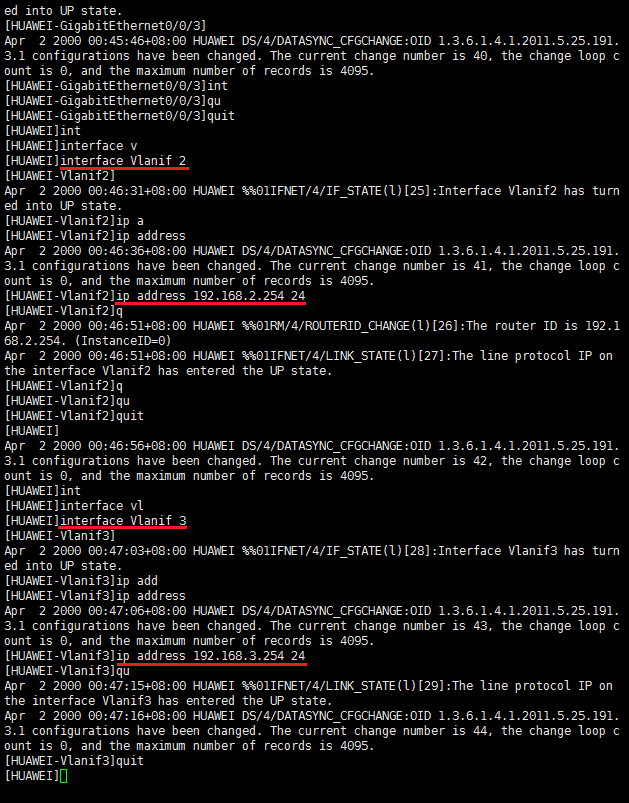 ed into UP state.
[HUAWEI-GigabitEthernet0/0/3]
Apr  2 2000 00:45:46+08:00 HUAWEI DS/4/DATASYNC_CFGCHANGE:OID 1.3.6.1.4.1.2011.5.25.191.
3.1 configurations have been changed. The current change number is 40, the change loop c
ount is 0, and the maximum number of records is 4095.
[HUAWEI-GigabitEthernet0/0/3]int
[HUAWEI-GigabitEthernet0/0/3]qu
[HUAWEI-GigabitEthernet0/0/3]quit
[HUAWEI]int
[HUAWEI]interface v
[HUAWEI]interface Vlanif 2
[HUAWEI-Vlanif2]
Apr  2 2000 00:46:31+08:00 HUAWEI %%01IFNET/4/IF_STATE(l)[25]:Interface Vlanif2 has turn
ed into UP state.
[HUAWEI-Vlanif2]ip a
[HUAWEI-Vlanif2]ip address
Apr  2 2000 00:46:36+08:00 HUAWEI DS/4/DATASYNC_CFGCHANGE:OID 1.3.6.1.4.1.2011.5.25.191.
3.1 configurations have been changed. The current change number is 41, the change loop c
ount is 0, and the maximum number of records is 4095.
[HUAWEI-Vlanif2]ip address 192.168.2.254 24
[HUAWEI-Vlanif2]q
Apr  2 2000 00:46:51+08:00 HUAWEI %%01RM/4/ROUTERID_CHANGE(l)[26]:The router ID is 192.1
68.2.254. (InstanceID=0)
Apr  2 2000 00:46:51+08:00 HUAWEI %%01IFNET/4/LINK_STATE(l)[27]:The line protocol IP on
the interface Vlanif2 has entered the UP state.
[HUAWEI-Vlanif2]q
[HUAWEI-Vlanif2]qu
[HUAWEI-Vlanif2]quit
[HUAWEI]
Apr  2 2000 00:46:56+08:00 HUAWEI DS/4/DATASYNC_CFGCHANGE:OID 1.3.6.1.4.1.2011.5.25.191.
3.1 configurations have been changed. The current change number is 42, the change loop c
ount is 0, and the maximum number of records is 4095.
[HUAWEI]int
[HUAWEI]interface vl
[HUAWEI]interface Vlanif 3
[HUAWEI-Vlanif3]
Apr  2 2000 00:47:03+08:00 HUAWEI %%01IFNET/4/IF_STATE(l)[28]:Interface Vlanif3 has turn
ed into UP state.
[HUAWEI-Vlanif3]ip add
[HUAWEI-Vlanif3]ip address
Apr  2 2000 00:47:06+08:00 HUAWEI DS/4/DATASYNC_CFGCHANGE:OID 1.3.6.1.4.1.2011.5.25.191.
3.1 configurations have been changed. The current change number is 43, the change loop c
ount is 0, and the maximum number of records is 4095.
[HUAWEI-Vlanif3]ip address 192.168.3.254 24
[HUAWEI-Vlanif3]qu
Apr  2 2000 00:47:15+08:00 HUAWEI %%01IFNET/4/LINK_STATE(l)[29]:The line protocol IP on
the interface Vlanif3 has entered the UP state.
Apr  2 2000 00:47:16+08:00 HUAWEI DS/4/DATASYNC_CFGCHANGE:OID 1.3.6.1.4.1.2011.5.25.191.
3.1 configurations have been changed. The current change number is 44, the change loop c
ount is 0, and the maximum number of records is 4095.
[HUAWEI-Vlanif3]quit
[HUAWEI]